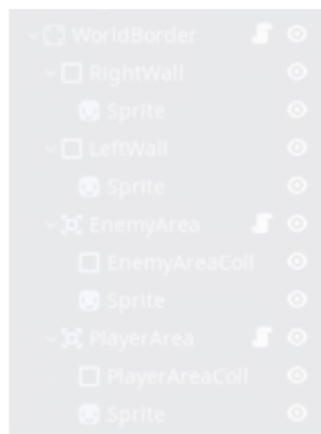 WorldBorder
RightWall
Sprite
LeftWall
Sprite
EnemyArea
EnemyAreaColl
Sprite
PlayerArea
PlayerAreaColl
Sprite